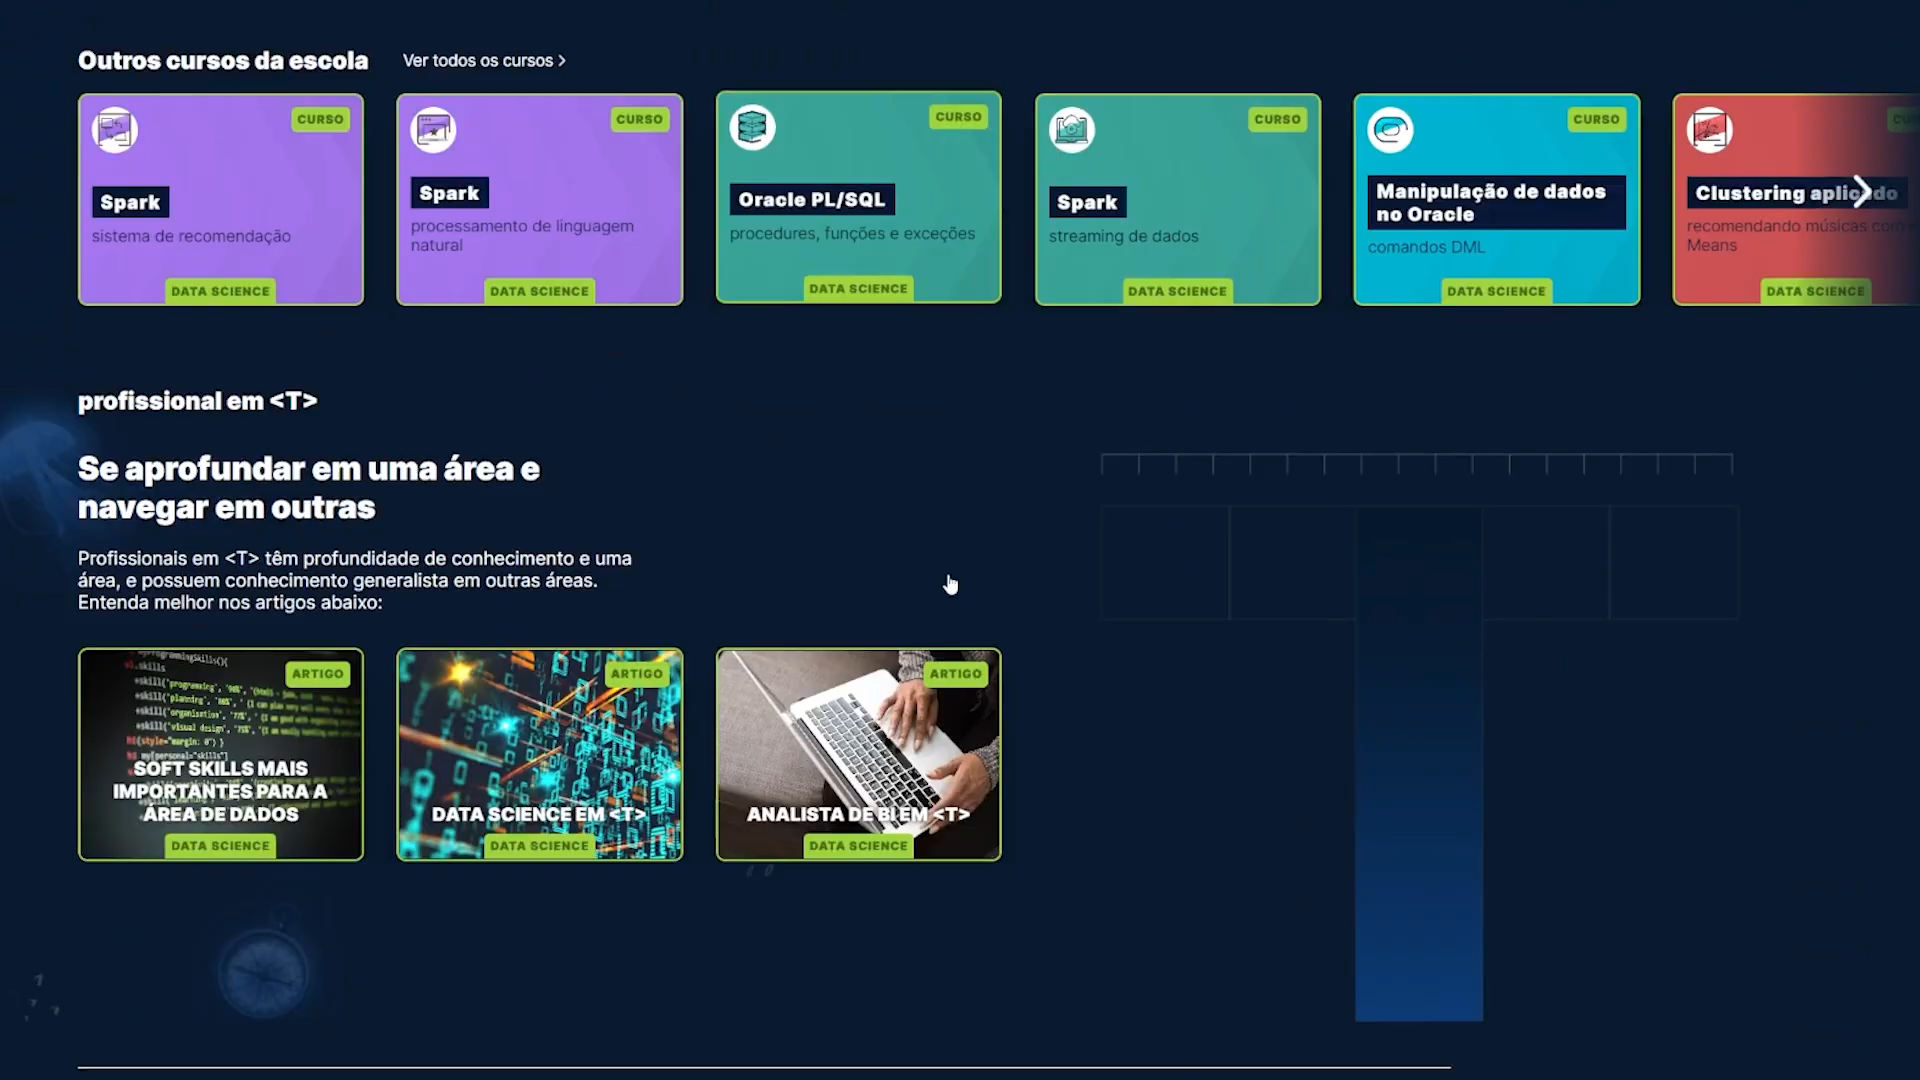 Outros cursos da escola
Ver todos os cursos >
CURSO
Spark
sistema de recomendação
DATA SCIENCE
CURSO
Spark
processamento de linguagem
natural
DATA SCIENCE
CURSO
Oracle PL/SQL
procedures, funções e exceções
DATA SCIENCE
CURSO
Spark
streaming de dados
DATA SCIENCE
CURSO
Manipulação de dados
no Oracle
comandos DML
DATA SCIENCE
Clustering aplicado
recomendando músicas com
Means
DATA SCIENCE
profissional em <T>
Se aprofundar em uma área e
navegar em outras
Profissionais em <T> têm profundidade de conhecimento e uma
área, e possuem conhecimento generalista em outras áreas.
Entenda melhor nos artigos abaixo:
ARTIGO
SOFT SKILLS MAIS
IMPORTANTES PARA A
ÁREA DE DADOS
DATA SCIENCE
ARTIGO
DATA SCIENCE EM <T>
DATA SCIENCE
ARTIGO
ANALISTA DE BI EM <T>
DATA SCIENCE